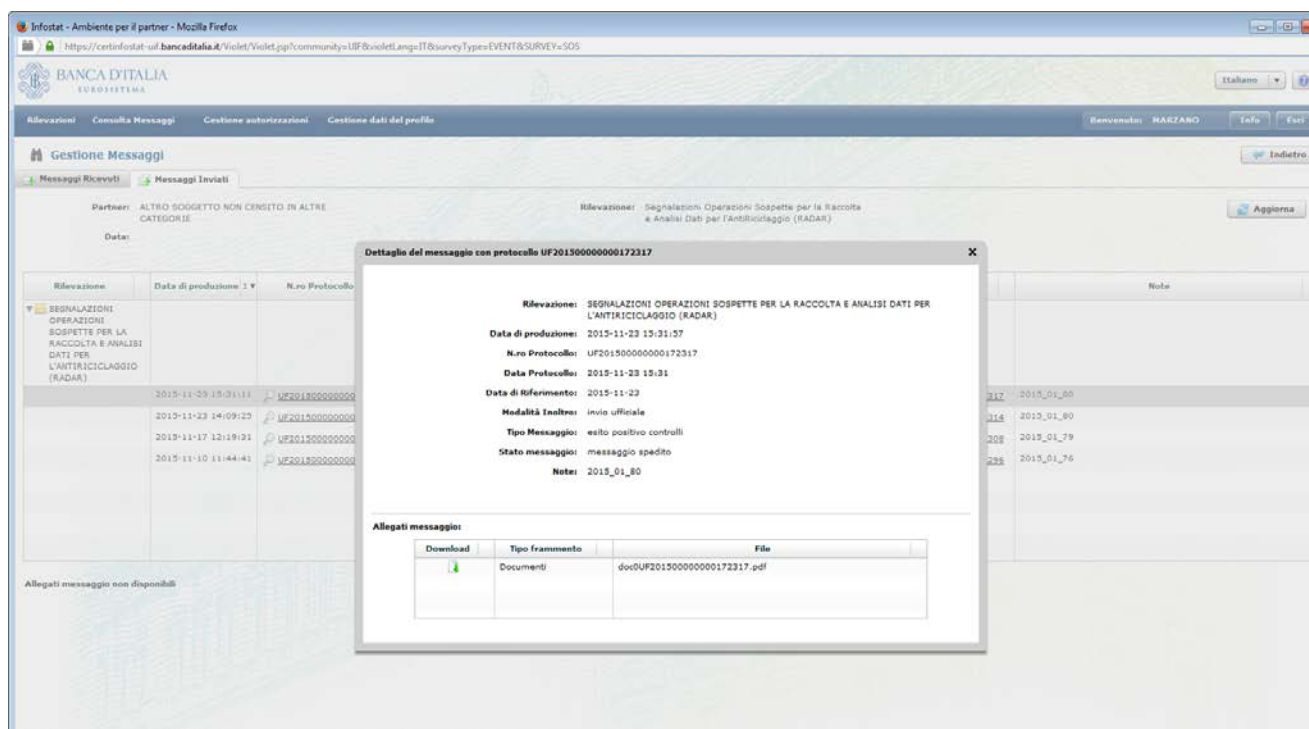 Infostat - Ambiente per il partner - Mozilla Firefox
https://certinfostat-uif.bancaditalia.it/Violet/Violet.jsp?community=UIF&violetLang=IT&surveyType=EVENT&SURVEY=SOS
BANCA D'ITALIA
EUROSISTEMA
Italiano
Rilevazioni Consulta Messaggi Gestione autorizzazioni Gestione dati del profilo Benvenuto: MARZANO Info Esci
Gestione Messaggi Indietro
Messaggi Ricevuti Messaggi Inviati
Partner: ALTRO SOGGETTO NON CENSITO IN ALTRE Rilevazione: Segnalazioni Operazioni Sospette per la Raccolta Aggiorna
CATEGORIE e Analisi Dati per l'AntiRiciclaggio (RADAR)
Data:
Dettaglio del messaggio con protocollo UF201500000000172317 X
Rilevazione: SEGNALAZIONI OPERAZIONI SOSPETTE PER LA RACCOLTA E ANALISI DATI PER
L'ANTIRICICLAGGIO (RADAR)
Data di produzione: 2015-11-23 15:31:57
N.ro Protocollo: UF201500000000172317
Data Protocollo: 2015-11-23 15:31
Data di Riferimento: 2015-11-23
Modalità Inoltro: invio ufficiale
Tipo Messaggio: esito positivo controlli
Stato messaggio: messaggio spedito
Note: 2015_01_80
Allegati messaggio:
Download Tipo frammento File
Documenti doc0UF201500000000172317.pdf
Rilevazione Data di produzione N.ro Protocollo Note
SEGNALAZIONI
OPERAZIONI
SOSPETTE PER LA
RACCOLTA E ANALISI
DATI PER
L'ANTIRICICLAGGIO
(RADAR)
2015-11-23 15:31:11 UF201500000000 317 2015_01_80
2015-11-23 14:09:25 UF201500000000 314 2015_01_80
2015-11-17 12:19:31 UF201500000000 308 2015_01_79
2015-11-10 11:44:41 UF201500000000 296 2015_01_76
Allegati messaggio non disponibili